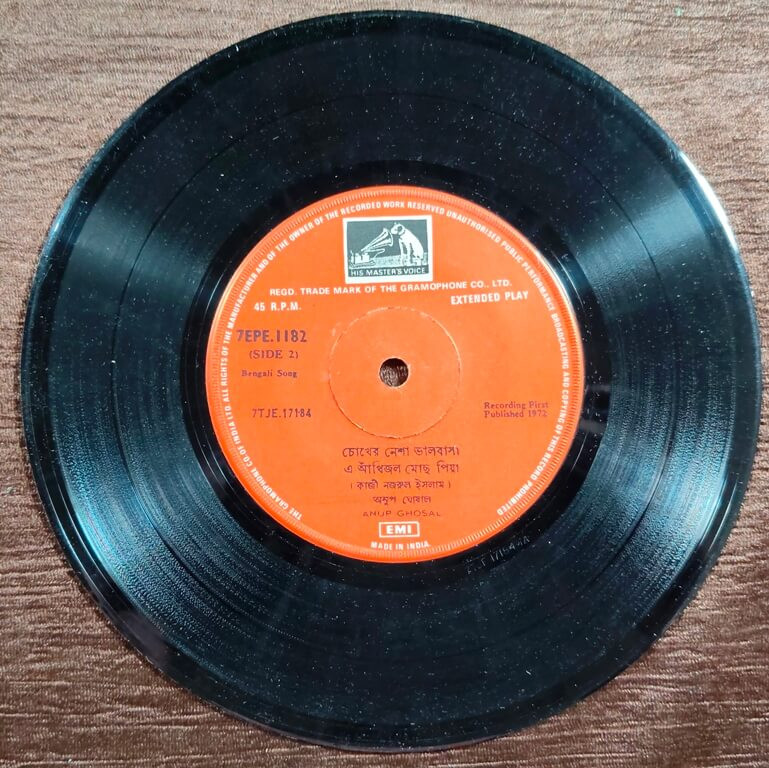 THE GRAMOPHONE CO. OF INDIA LTD. ALL RIGHTS OF THE MANUFACTURER AND OF THE OWNER OF THE RECORDED WORK RESERVED UNAUTHORISED PUBLIC PERFORMANCE BROADCASTING AND COPYING OF THIS RECORD PROHIBITED
HIS MASTER'S VOICE
REGD. TRADE MARK OF THE GRAMOPHONE CO., LTD.
45 R.P.M.
EXTENDED PLAY
7EPE.1182
(SIDE 2)
Bengali Song
7TJE.17184
Recording First
Published 1972
চোখের নেশা ভালবাসা
এ আঁখিজল মোছ পিয়া
( কাজী নজরুল ইসলাম )
অনুপ ঘোষাল
ANUP GHOSAL
EMI
MADE IN INDIA